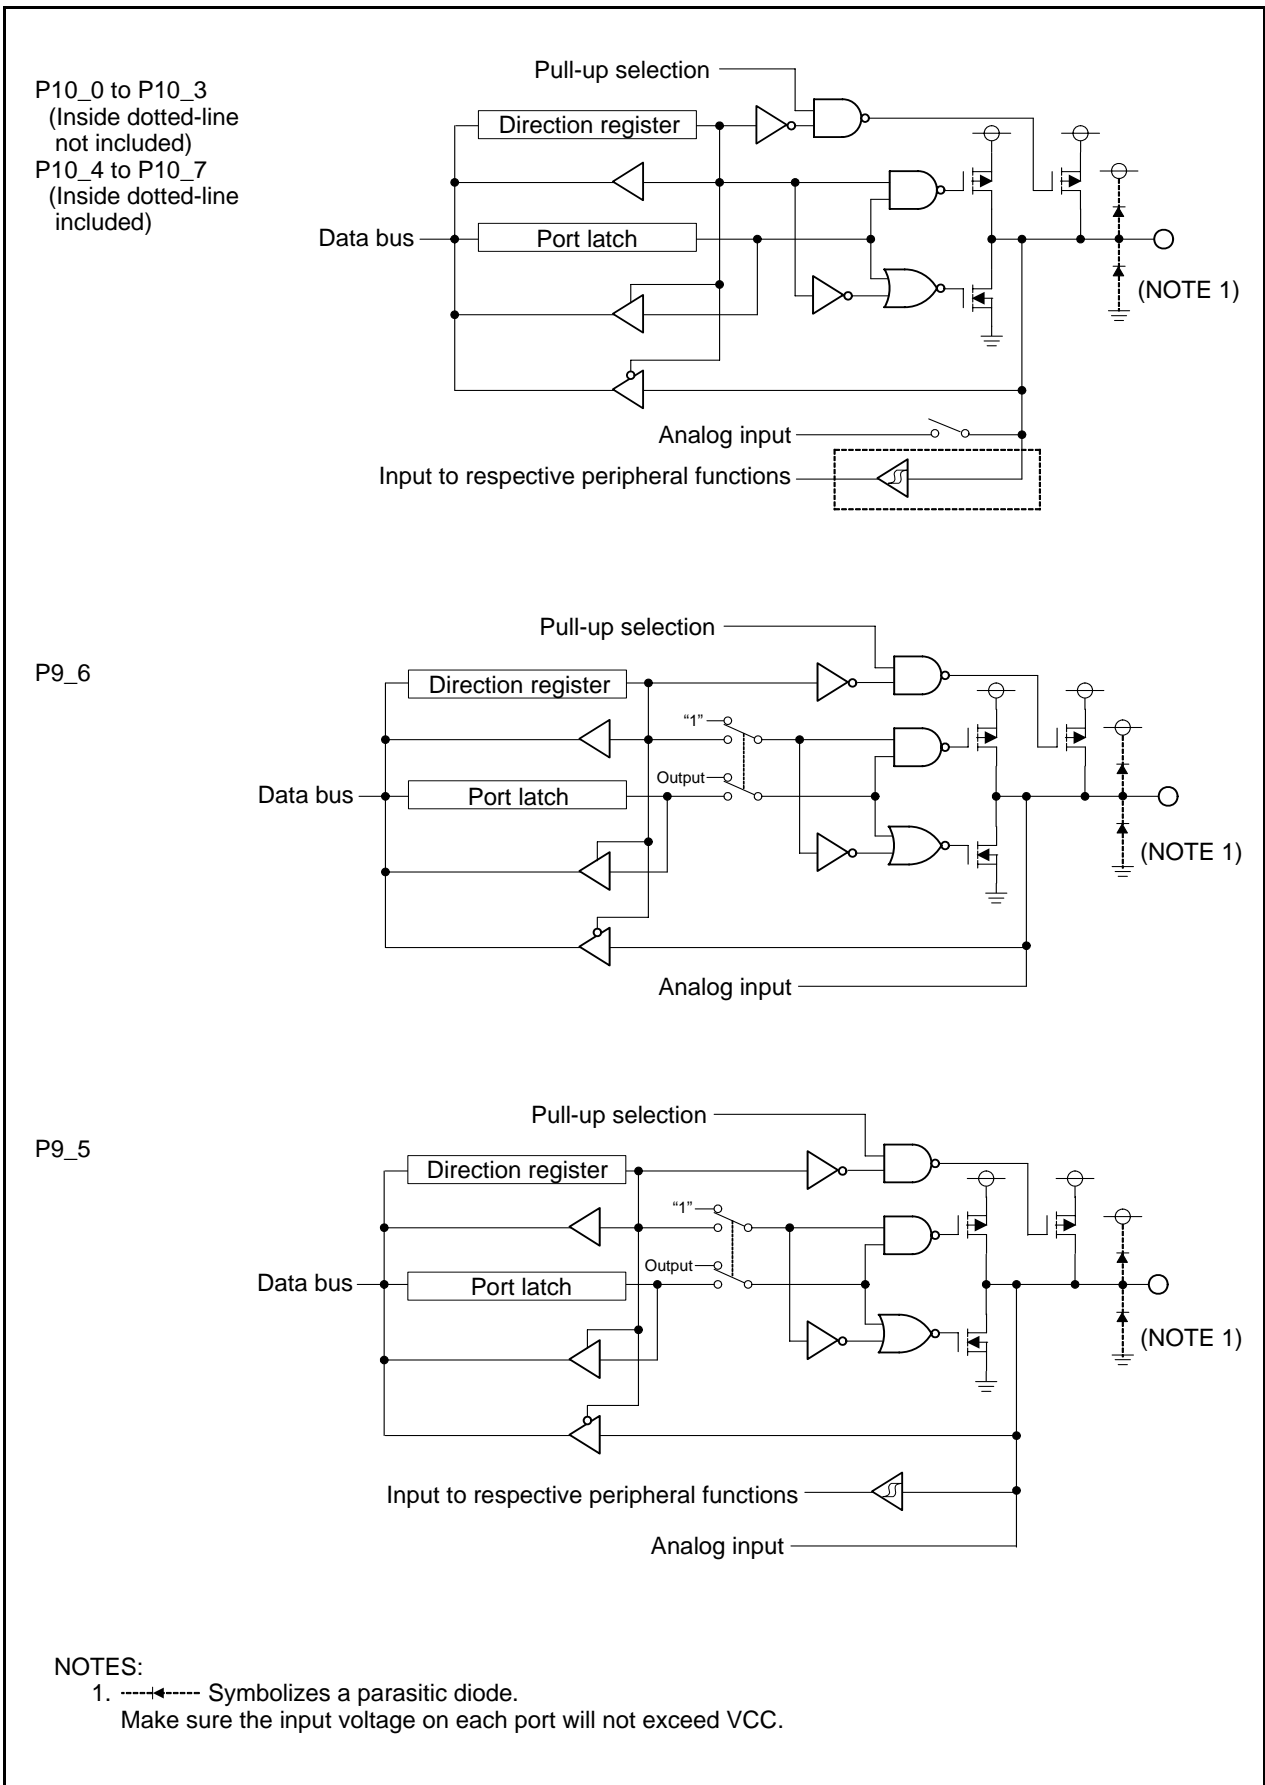 Pull-up selection
P10_0 to P10_3
(Inside dotted-line
not included)
P10_4 to P10_7
(Inside dotted-line
included)
Direction register
Data bus
Port latch
(NOTE 1)
Analog input
Input to respective peripheral functions
Pull-up selection
P9_6
Direction register
“1”
Output
Data bus
Port latch
(NOTE 1)
Analog input
Pull-up selection
P9_5
Direction register
“1”
Output
Data bus
Port latch
(NOTE 1)
Input to respective peripheral functions
Analog input
NOTES:
1. Symbolizes a parasitic diode.
Make sure the input voltage on each port will not exceed VCC.